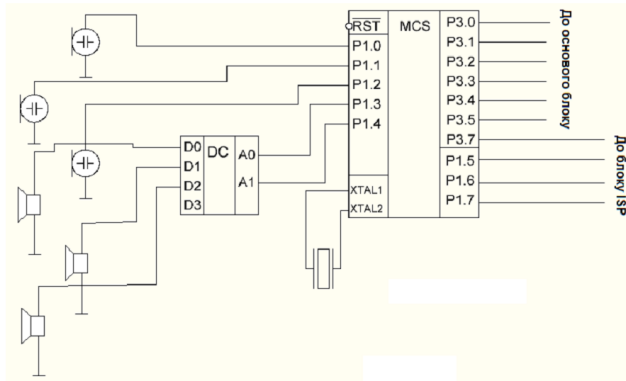 RST
P1.0
P1.1
P1.2
P1.3
P1.4
XTAL1
XTAL2
MCS
P3.0
P3.1
P3.2
P3.3
P3.4
P3.5
P3.7
P1.5
P1.6
P1.7
D0
D1
D2
D3
DC
A0
A1
До основого блоку
До блоку ISP